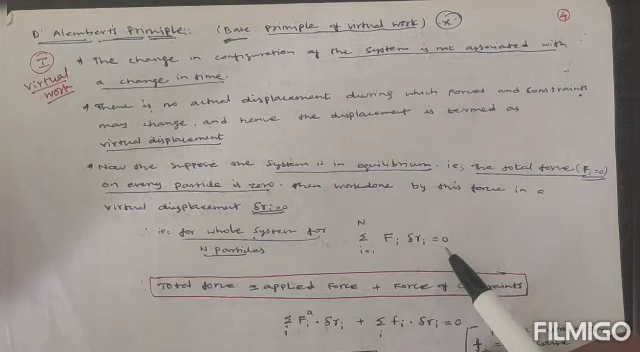 D' Alembert's Principle:. (Base principle of virtual work) *
4
I
virtual work
* The change in configuration of the system is not associated with
a change in time.
* There is no actual displacement during which forces and constraints
may change, and hence the displacement is termed as
virtual displacement
* Now the suppose the system is in equilibrium. i.e; The total force (Fi=0)
on every particle is zero. then workdone by this force in a
virtual displacement δri=0
∴ i.e; for whole system for
N particles
N Σ i=1 Fi δri = 0
Total force = applied Force + Force of
Σ i Fi^a · δri + Σ i fi · δri = 0
fi =
FILMIGO